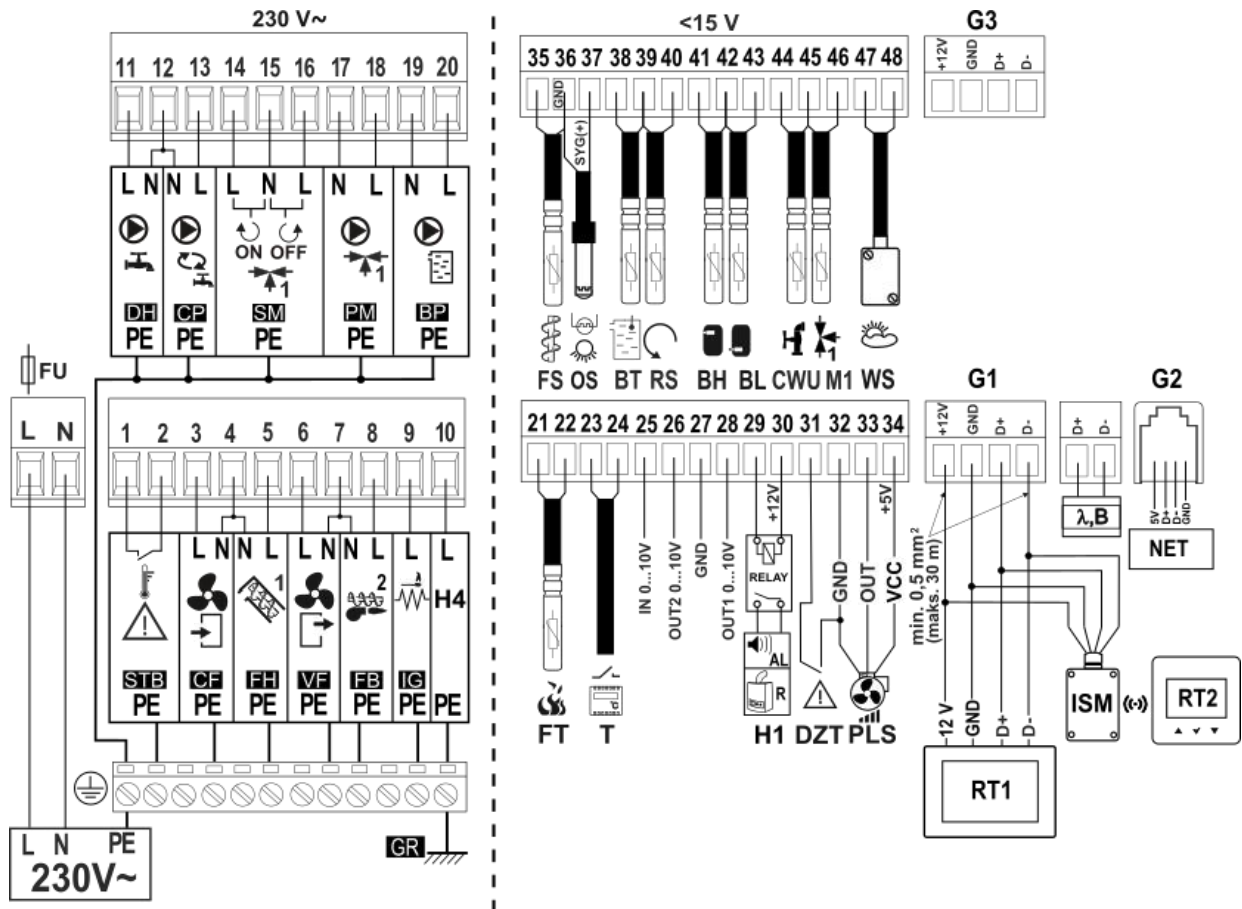 230 V~
11 12 13 14 15 16 17 18 19 20
L N N L L N L N L N L
ON OFF
1 1
DH CP SM PM BP
PE PE PE PE PE
FU
L N
1 2 3 4 5 6 7 8 9 10
L N N L L N N L L L
1 2 H4
STB CF FH VF FB IG
PE PE PE PE PE PE PE
L N PE
230V~
GR
<15 V
35 36 37 38 39 40 41 42 43 44 45 46 47 48
GND
SYG(+)
1
FS OS BT RS BH BL CWU M1 WS
G3
+12V GND D+ D-
21 22 23 24 25 26 27 28 29 30 31 32 33 34
IN 0...10V
OUT2 0...10V
GND
OUT1 0...10V
+12V
RELAY
AL
R
GND
OUT
VCC
+5V
°C
FT T H1 DZT PLS
G1
+12V GND D+ D-
min. 0,5 mm²
(maks. 30 m)
12 V GND D+ D-
RT1
D+ D-
λ,B
G2
5V D+ D- GND
NET
ISM
RT2